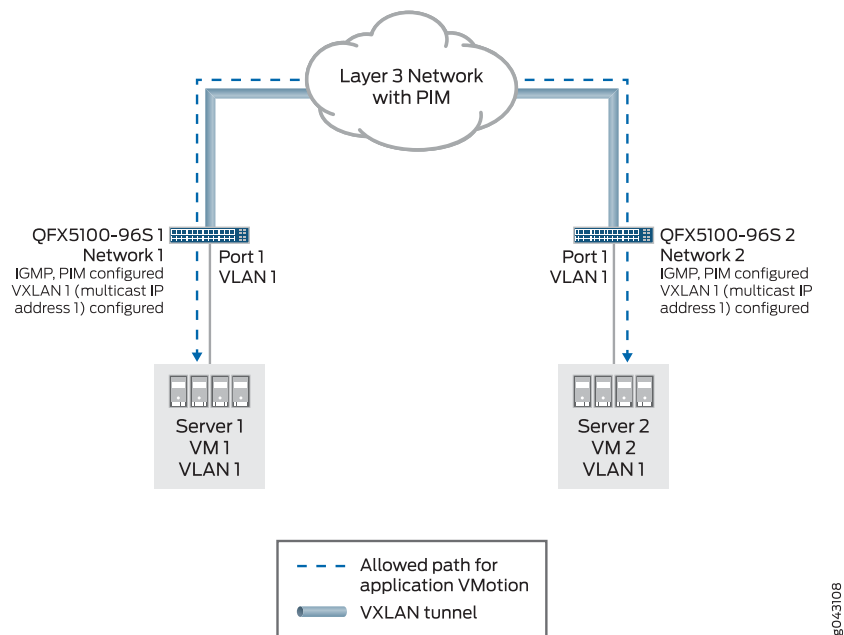 Layer 3 Network
with PIM
QFX5100-96S 1
Network 1
IGMP, PIM configured
VXLAN 1 (multicast IP
address 1) configured
Port 1
VLAN 1
Port 1
VLAN 1
QFX5100-96S 2
Network 2
IGMP, PIM configured
VXLAN 1 (multicast IP
address 1) configured
Server 1
VM 1
VLAN 1
Server 2
VM 2
VLAN 1
Allowed path for
application VMotion
VXLAN tunnel
g043108